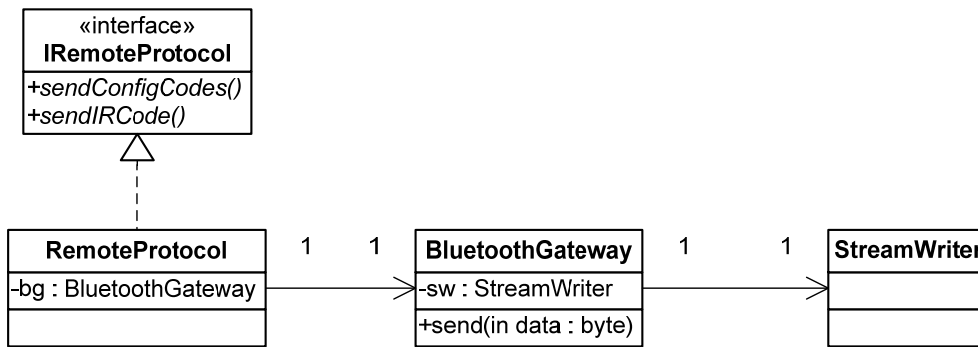 «interface»
IRemoteProtocol
+sendConfigCodes()
+sendIRCode()
RemoteProtocol
-bg : BluetoothGateway
1 1
BluetoothGateway
-sw : StreamWriter
+send(in data : byte)
1 1
StreamWriter